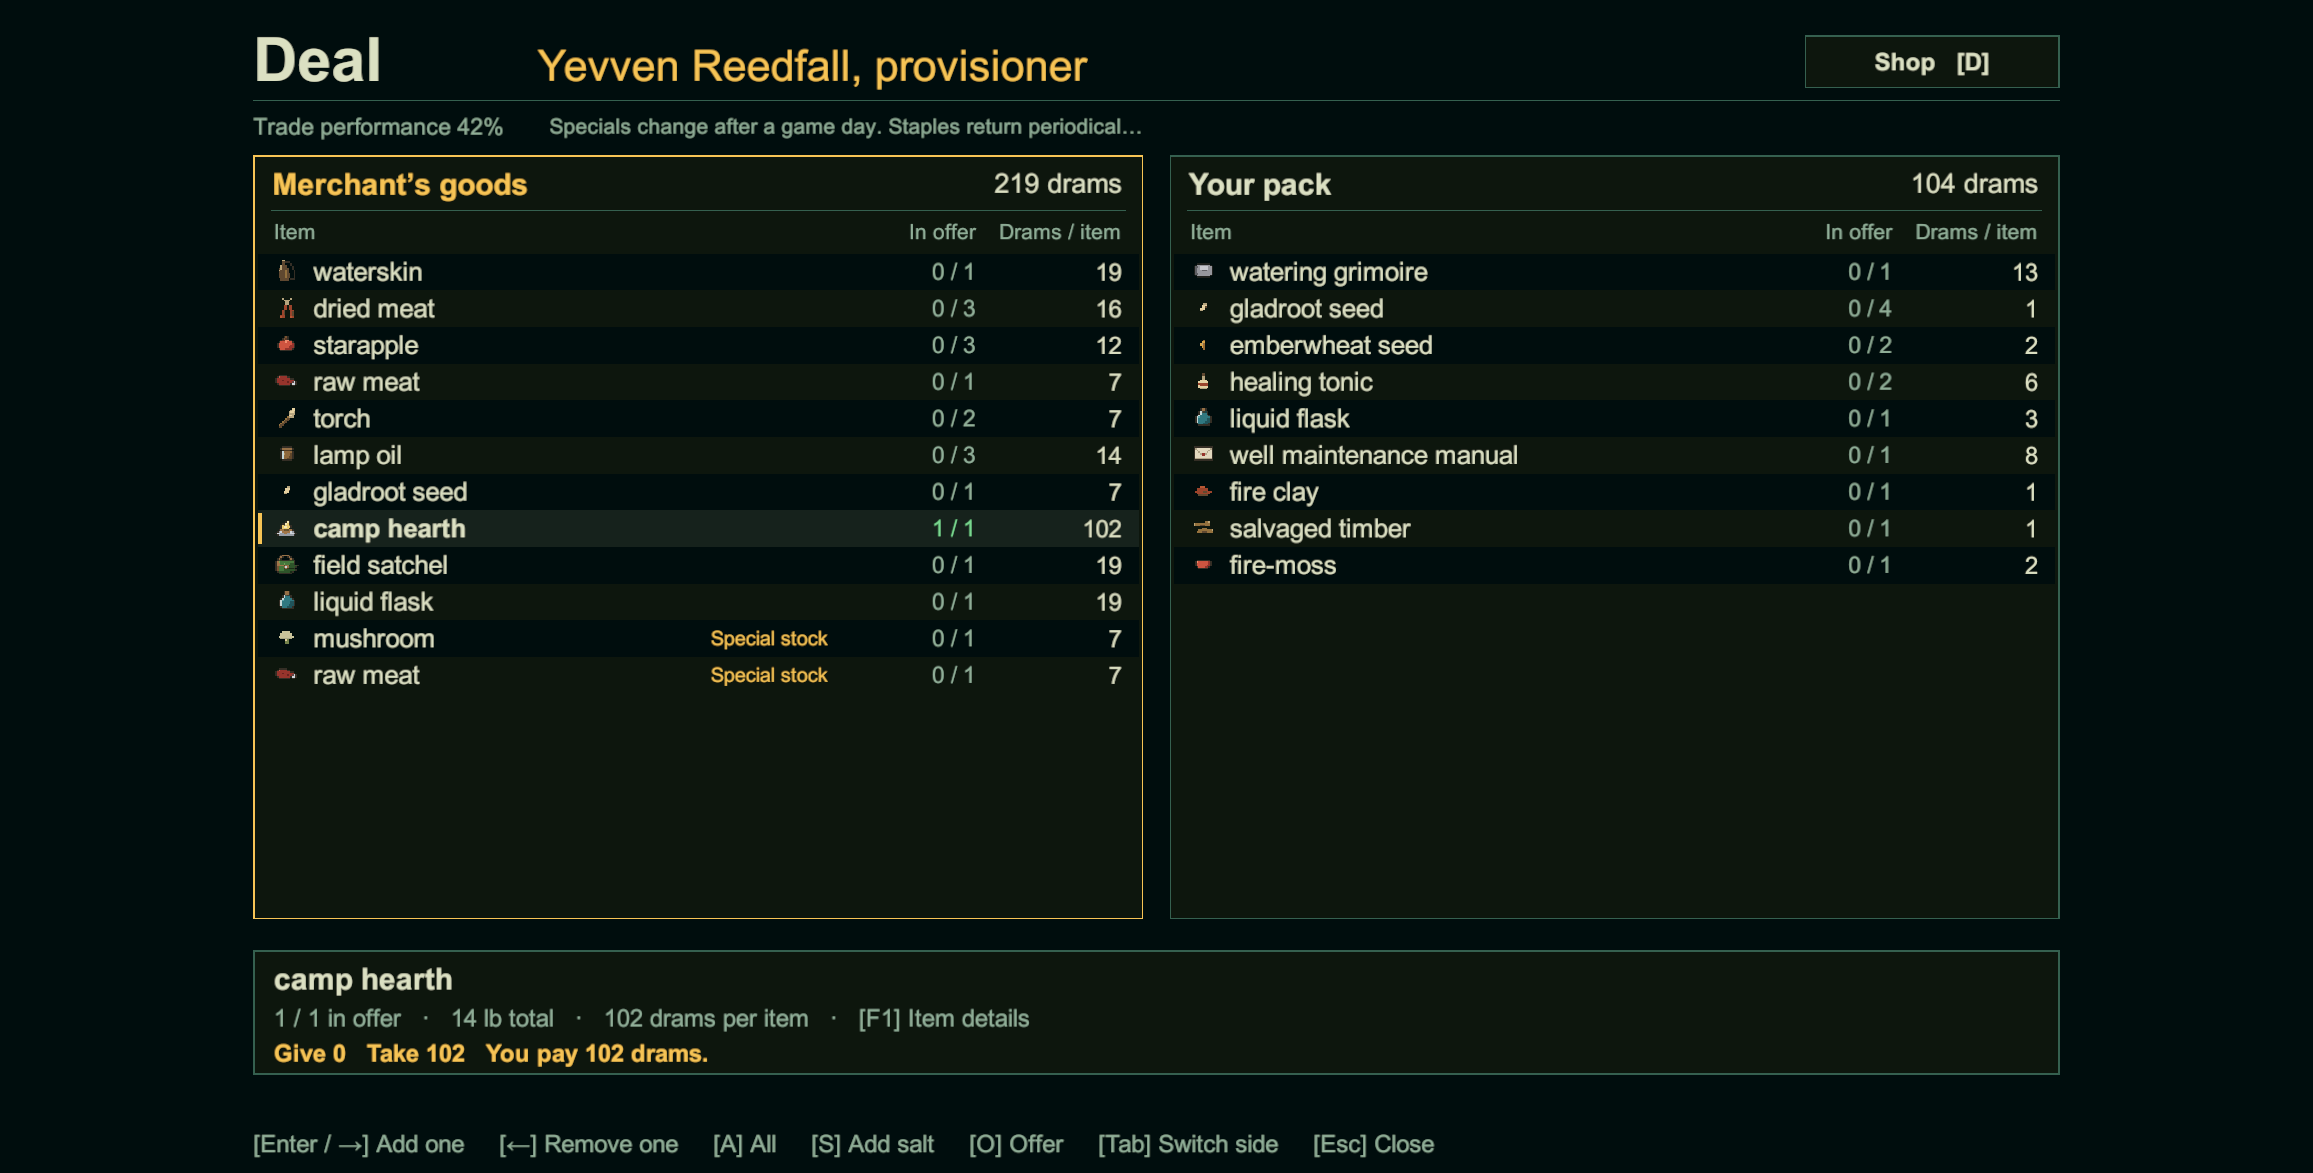 Deal Yevven Reedfall, provisioner Shop [D]
Trade performance 42% Specials change after a game day. Staples return periodical…
Merchant’s goods 219 drams
Item In offer Drams / item
waterskin 0 / 1 19
dried meat 0 / 3 16
starapple 0 / 3 12
raw meat 0 / 1 7
torch 0 / 2 7
lamp oil 0 / 3 14
gladroot seed 0 / 1 7
camp hearth 1 / 1 102
field satchel 0 / 1 19
liquid flask 0 / 1 19
mushroom Special stock 0 / 1 7
raw meat Special stock 0 / 1 7
Your pack 104 drams
Item In offer Drams / item
watering grimoire 0 / 1 13
gladroot seed 0 / 4 1
emberwheat seed 0 / 2 2
healing tonic 0 / 2 6
liquid flask 0 / 1 3
well maintenance manual 0 / 1 8
fire clay 0 / 1 1
salvaged timber 0 / 1 1
fire-moss 0 / 1 2
camp hearth
1 / 1 in offer · 14 lb total · 102 drams per item · [F1] Item details
Give 0 Take 102 You pay 102 drams.
[Enter / →] Add one [←] Remove one [A] All [S] Add salt [O] Offer [Tab] Switch side [Esc] Close